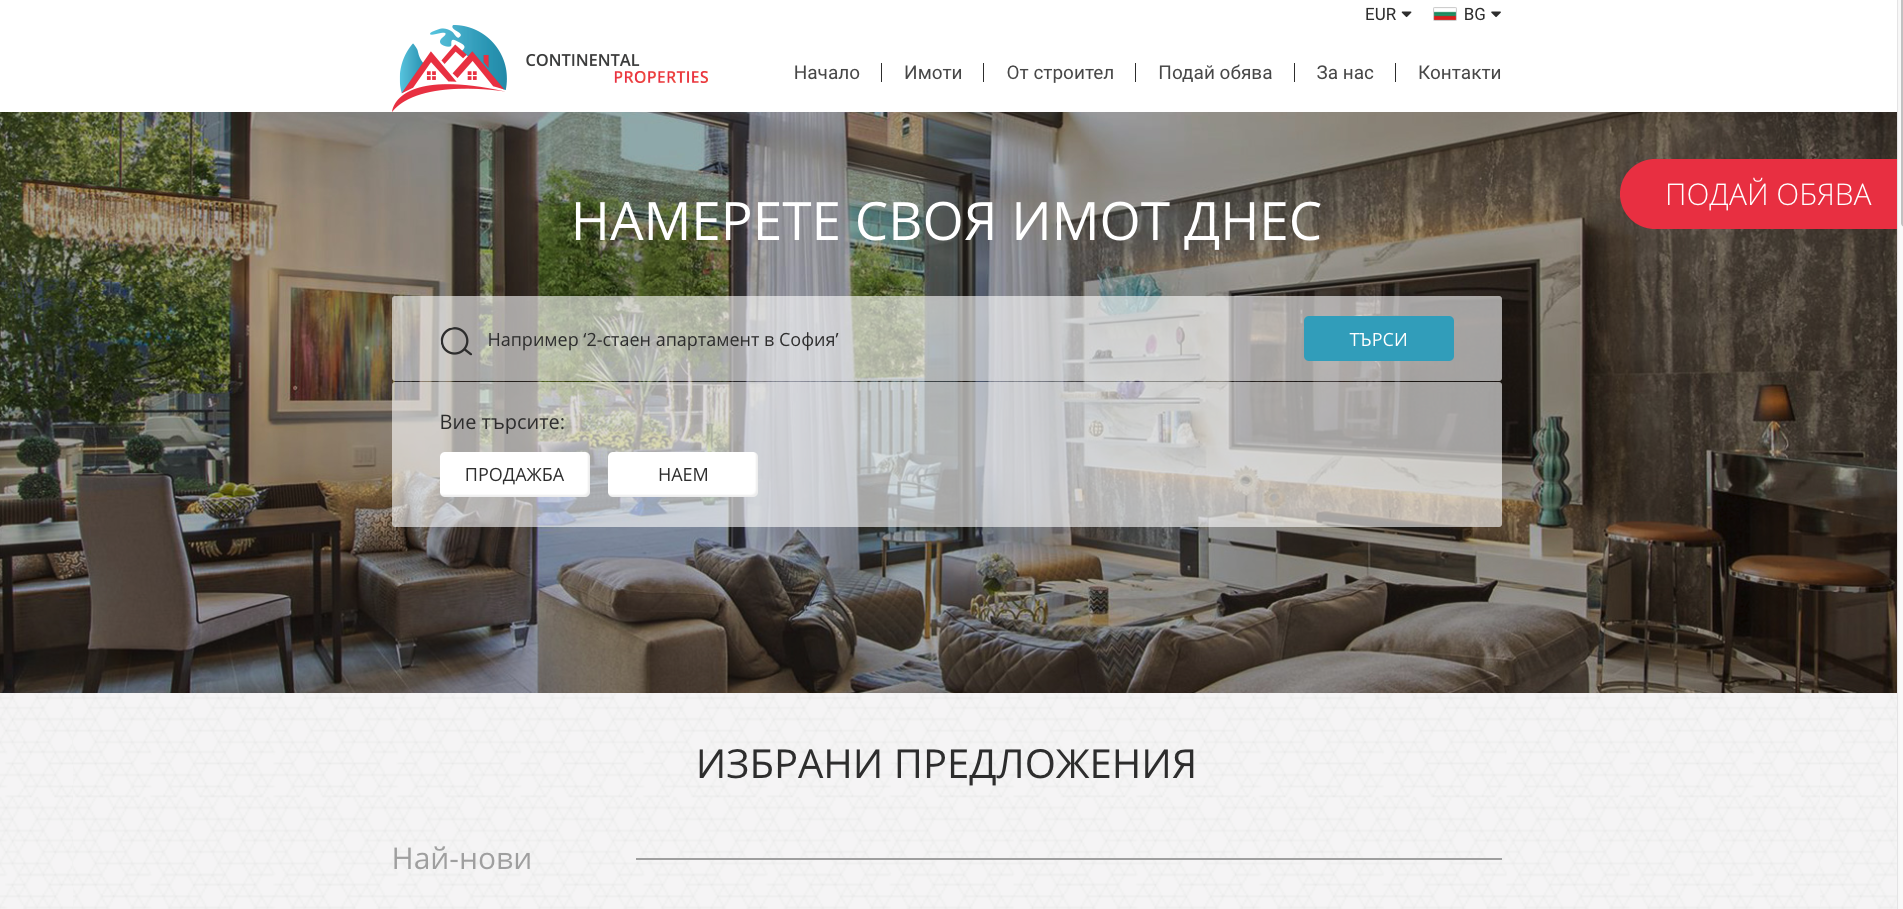 EUR BG
CONTINENTAL
PROPERTIES
Начало Имоти От строител Подай обява За нас Контакти
ПОДАЙ ОБЯВА
НАМЕРЕТЕ СВОЯ ИМОТ ДНЕС
Например ‘2-стаен апартамент в София’ ТЪРСИ
Вие търсите:
ПРОДАЖБА НАЕМ
ИЗБРАНИ ПРЕДЛОЖЕНИЯ
Най-нови